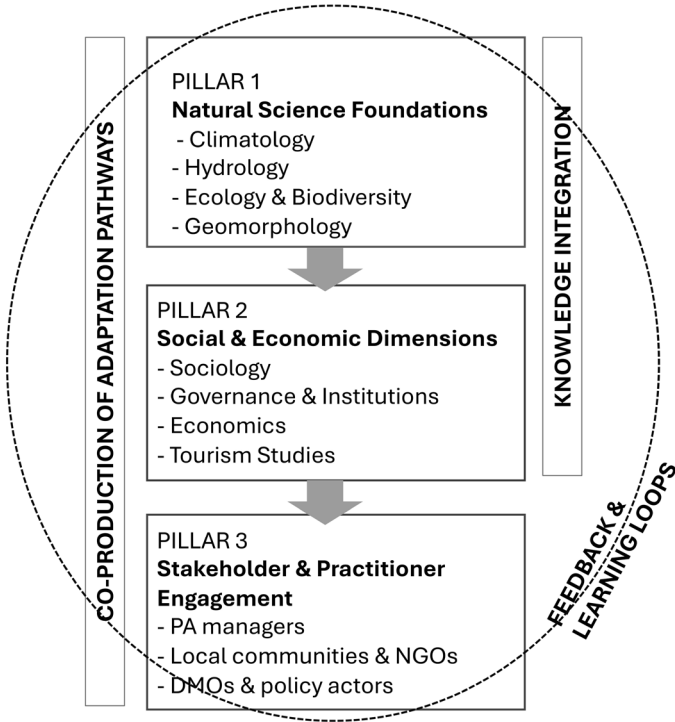 CO-PRODUCTION OF ADAPTATION PATHWAYS
PILLAR 1
Natural Science Foundations
- Climatology
- Hydrology
- Ecology & Biodiversity
- Geomorphology
KNOWLEDGE INTEGRATION
PILLAR 2
Social & Economic Dimensions
- Sociology
- Governance & Institutions
- Economics
- Tourism Studies
PILLAR 3
Stakeholder & Practitioner
Engagement
- PA managers
- Local communities & NGOs
- DMOs & policy actors
FEEDBACK &
LEARNING LOOPS